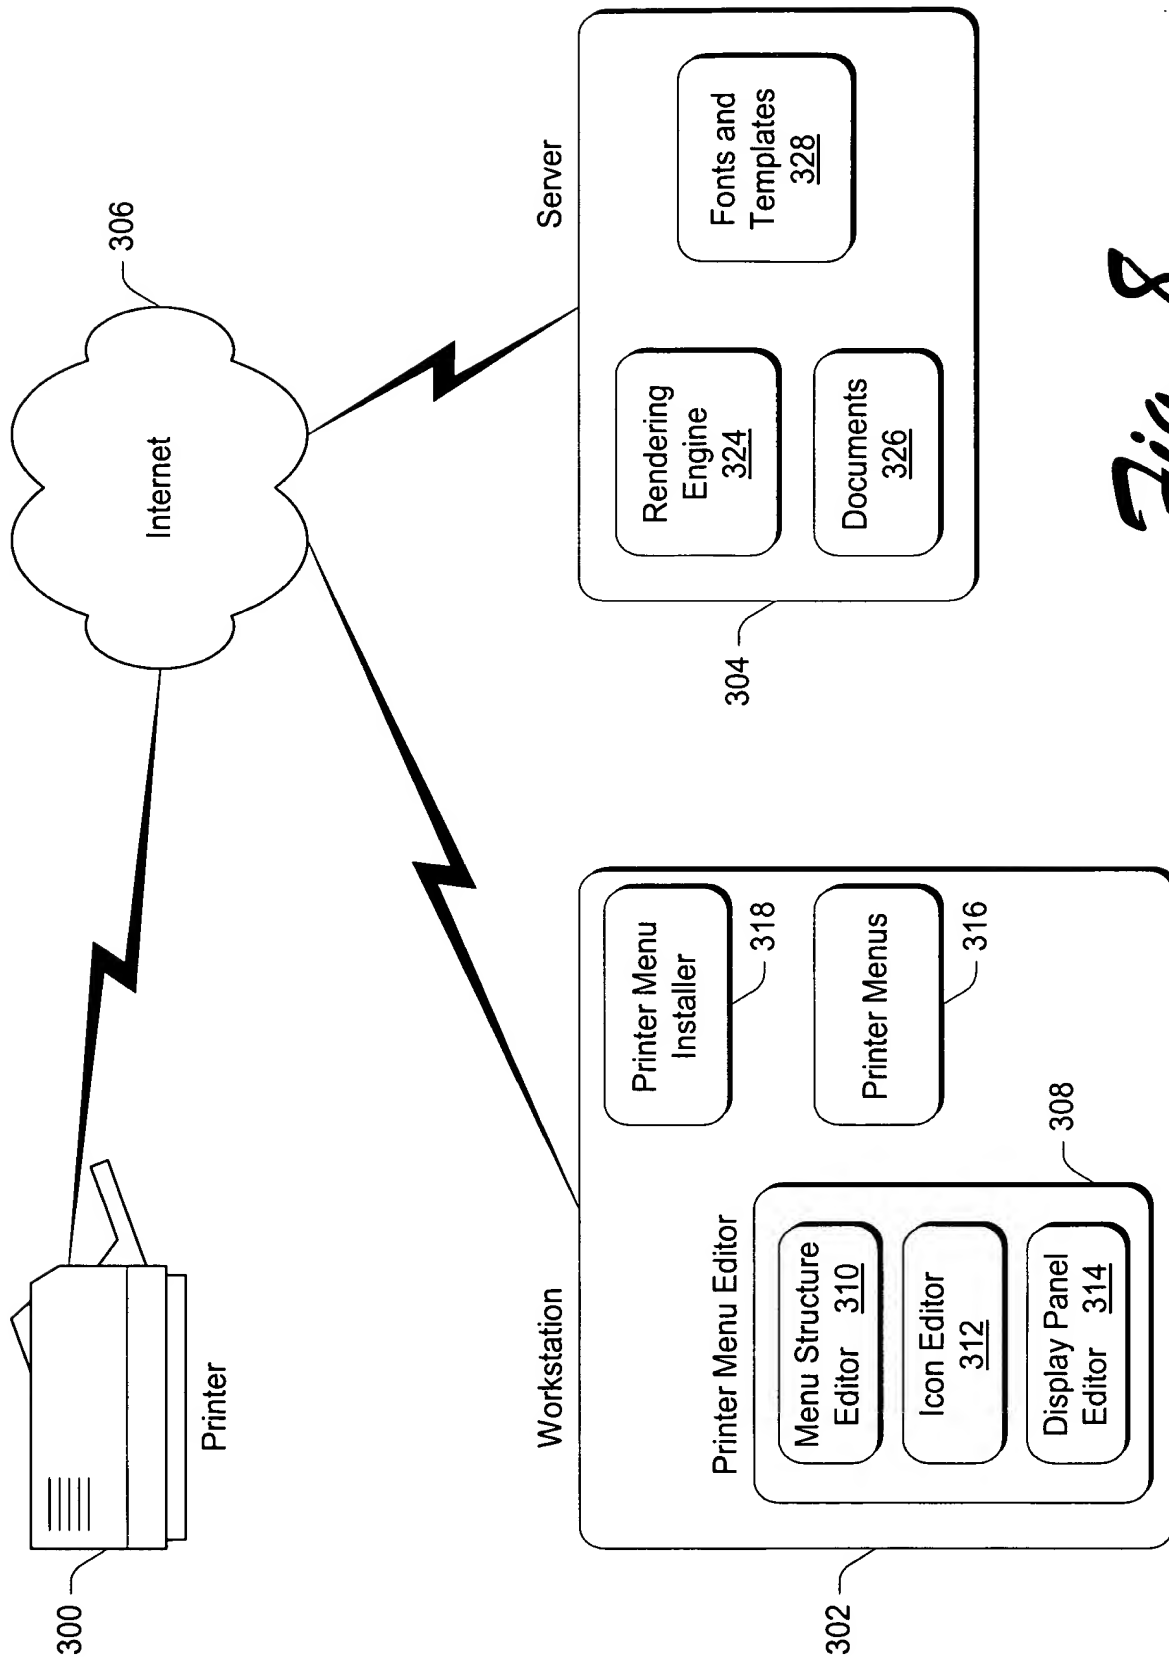 300
Printer
Internet
306
Workstation
302
Printer Menu Editor
Menu Structure
Editor 310
Icon Editor
312
Display Panel
Editor 314
308
Printer Menu
Installer
318
Printer Menus
316
Server
304
Rendering
Engine
324
Documents
326
Fonts and
Templates
328
Fig. 8